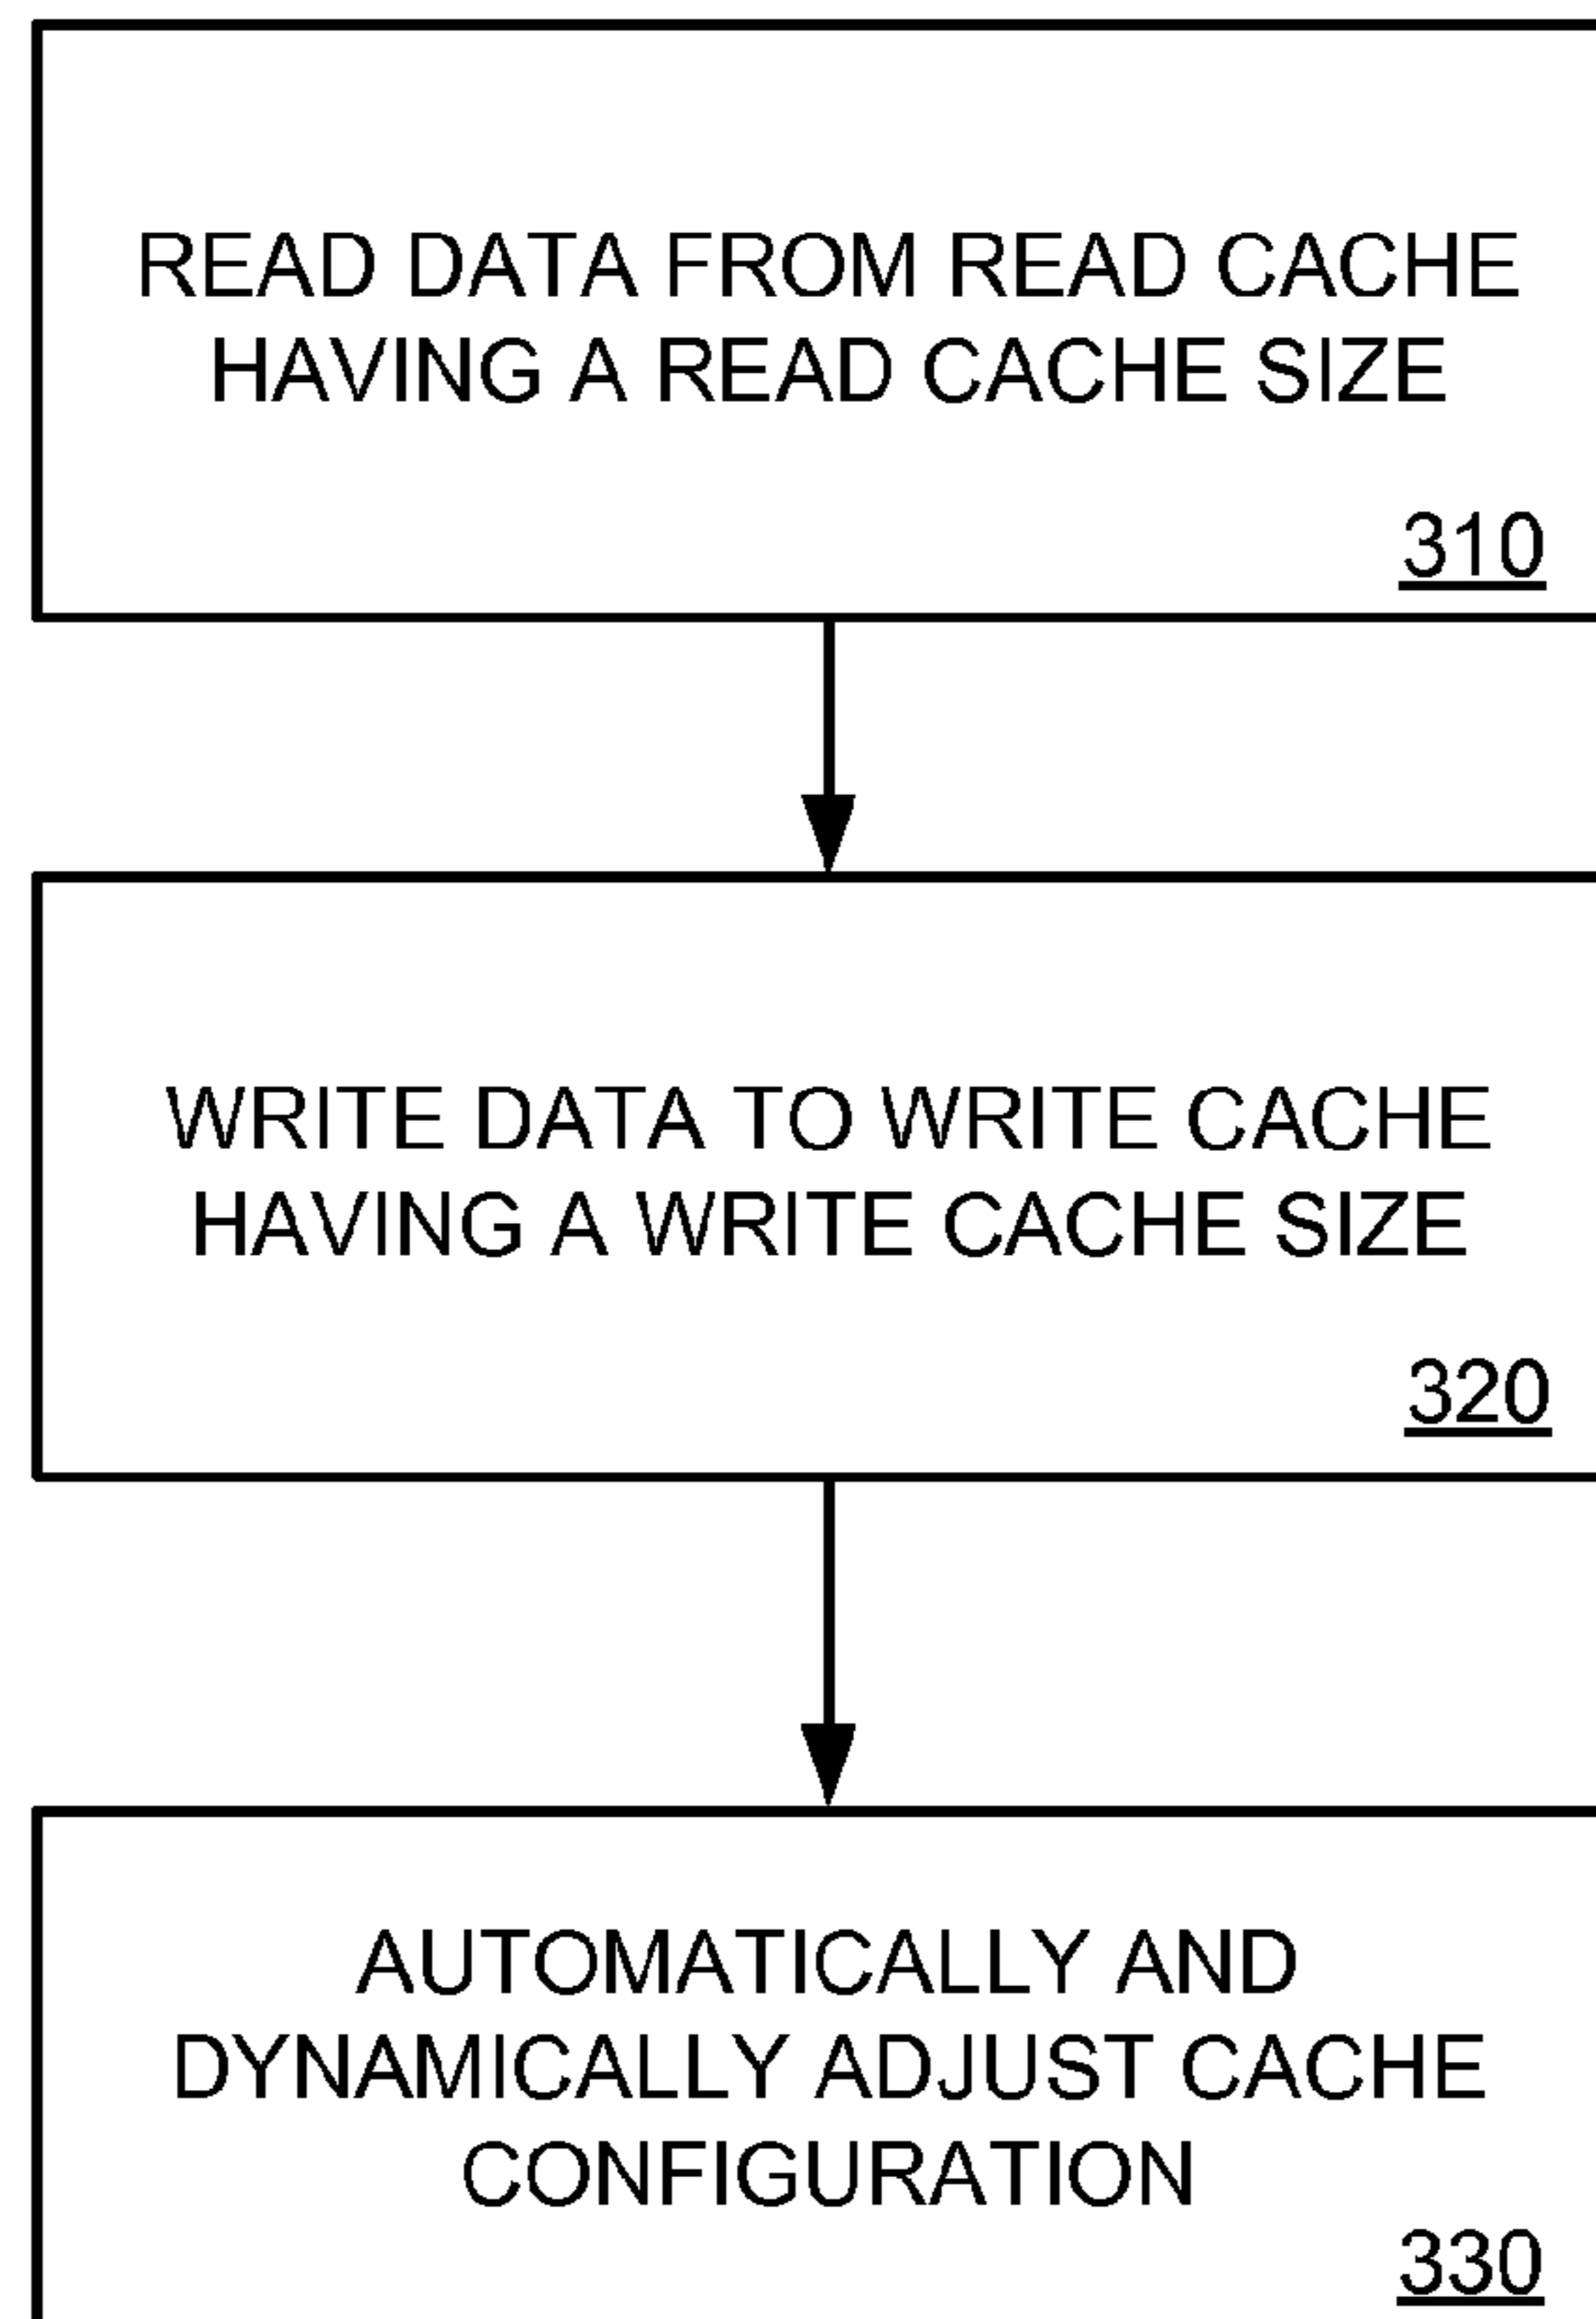 READ DATA FROM READ CACHE
HAVING A READ CACHE SIZE
310
WRITE DATA TO WRITE CACHE
HAVING A WRITE CACHE SIZE
320
AUTOMATICALLY AND
DYNAMICALLY ADJUST CACHE
CONFIGURATION
330